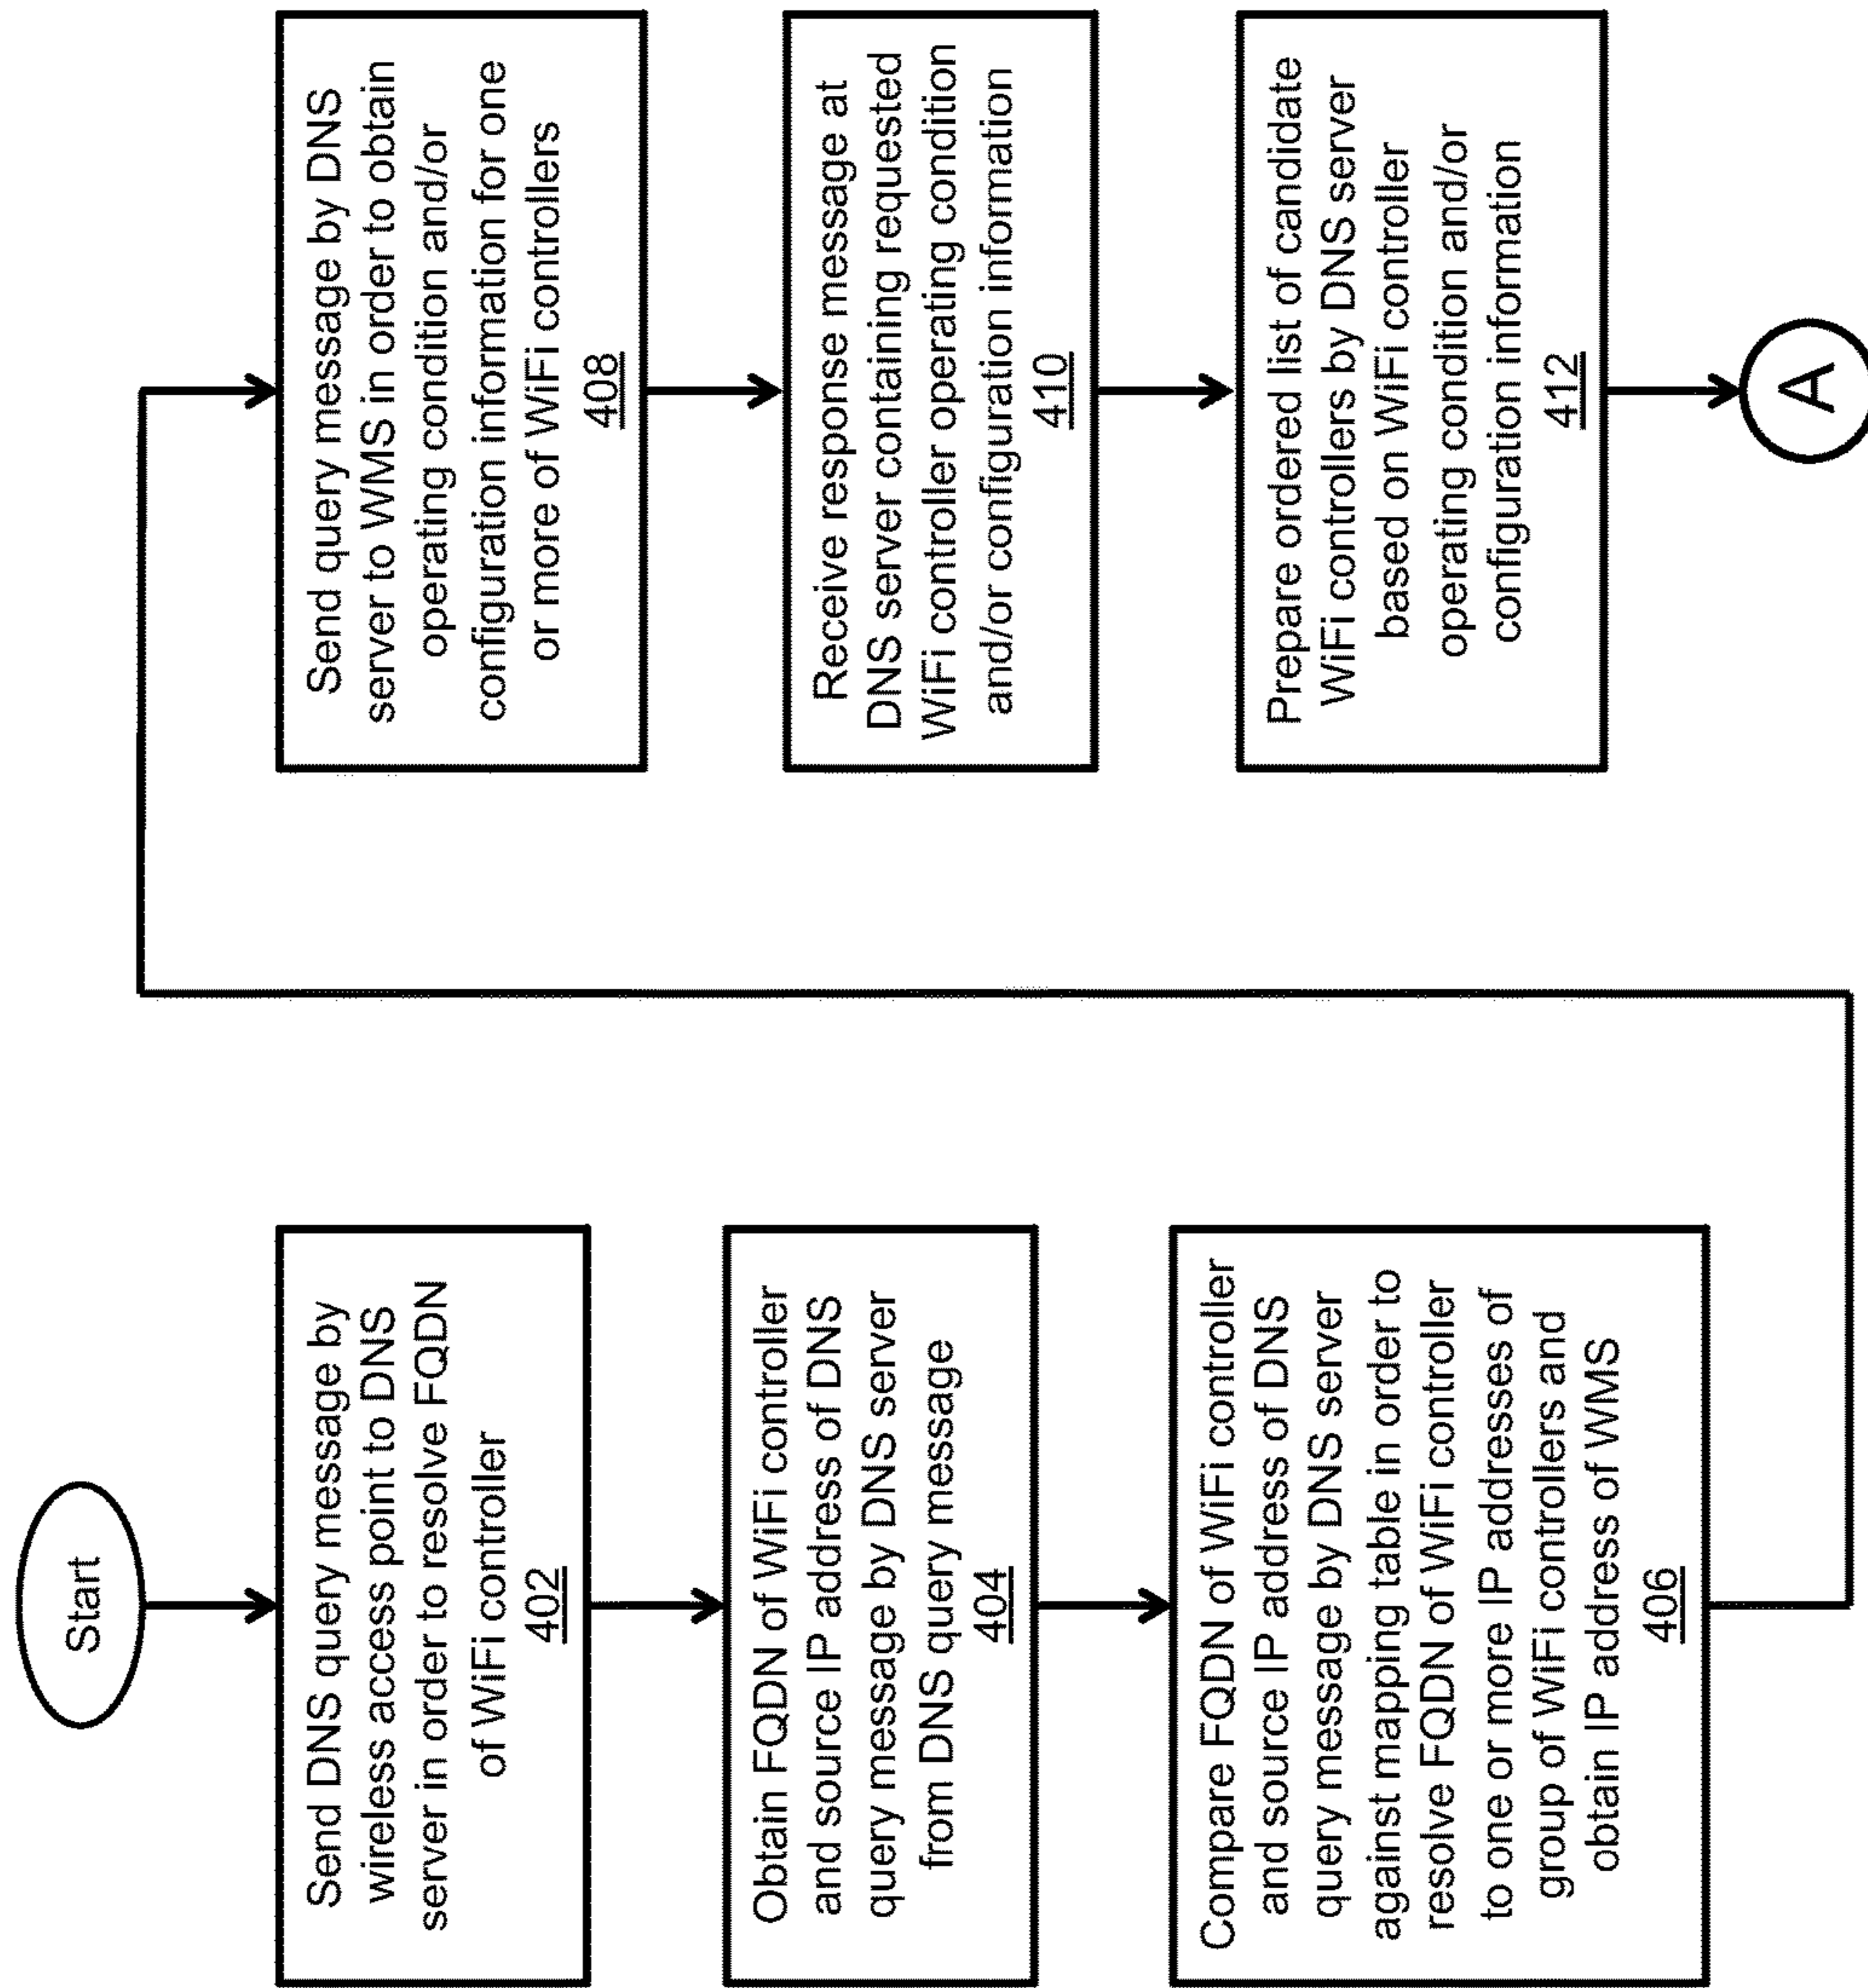 Start
Send DNS query message by
wireless access point to DNS
server in order to resolve FQDN
of WiFi controller
402
Obtain FQDN of WiFi controller
and source IP address of DNS
query message by DNS server
from DNS query message
404
Compare FQDN of WiFi controller
and source IP address of DNS
query message by DNS server
against mapping table in order to
resolve FQDN of WiFi controller
to one or more IP addresses of
group of WiFi controllers and
obtain IP address of WMS
406
Send query message by DNS
server to WMS in order to obtain
operating condition and/or
configuration information for one
or more of WiFi controllers
408
Receive response message at
DNS server containing requested
WiFi controller operating condition
and/or configuration information
410
Prepare ordered list of candidate
WiFi controllers by DNS server
based on WiFi controller
operating condition and/or
configuration information
412
A